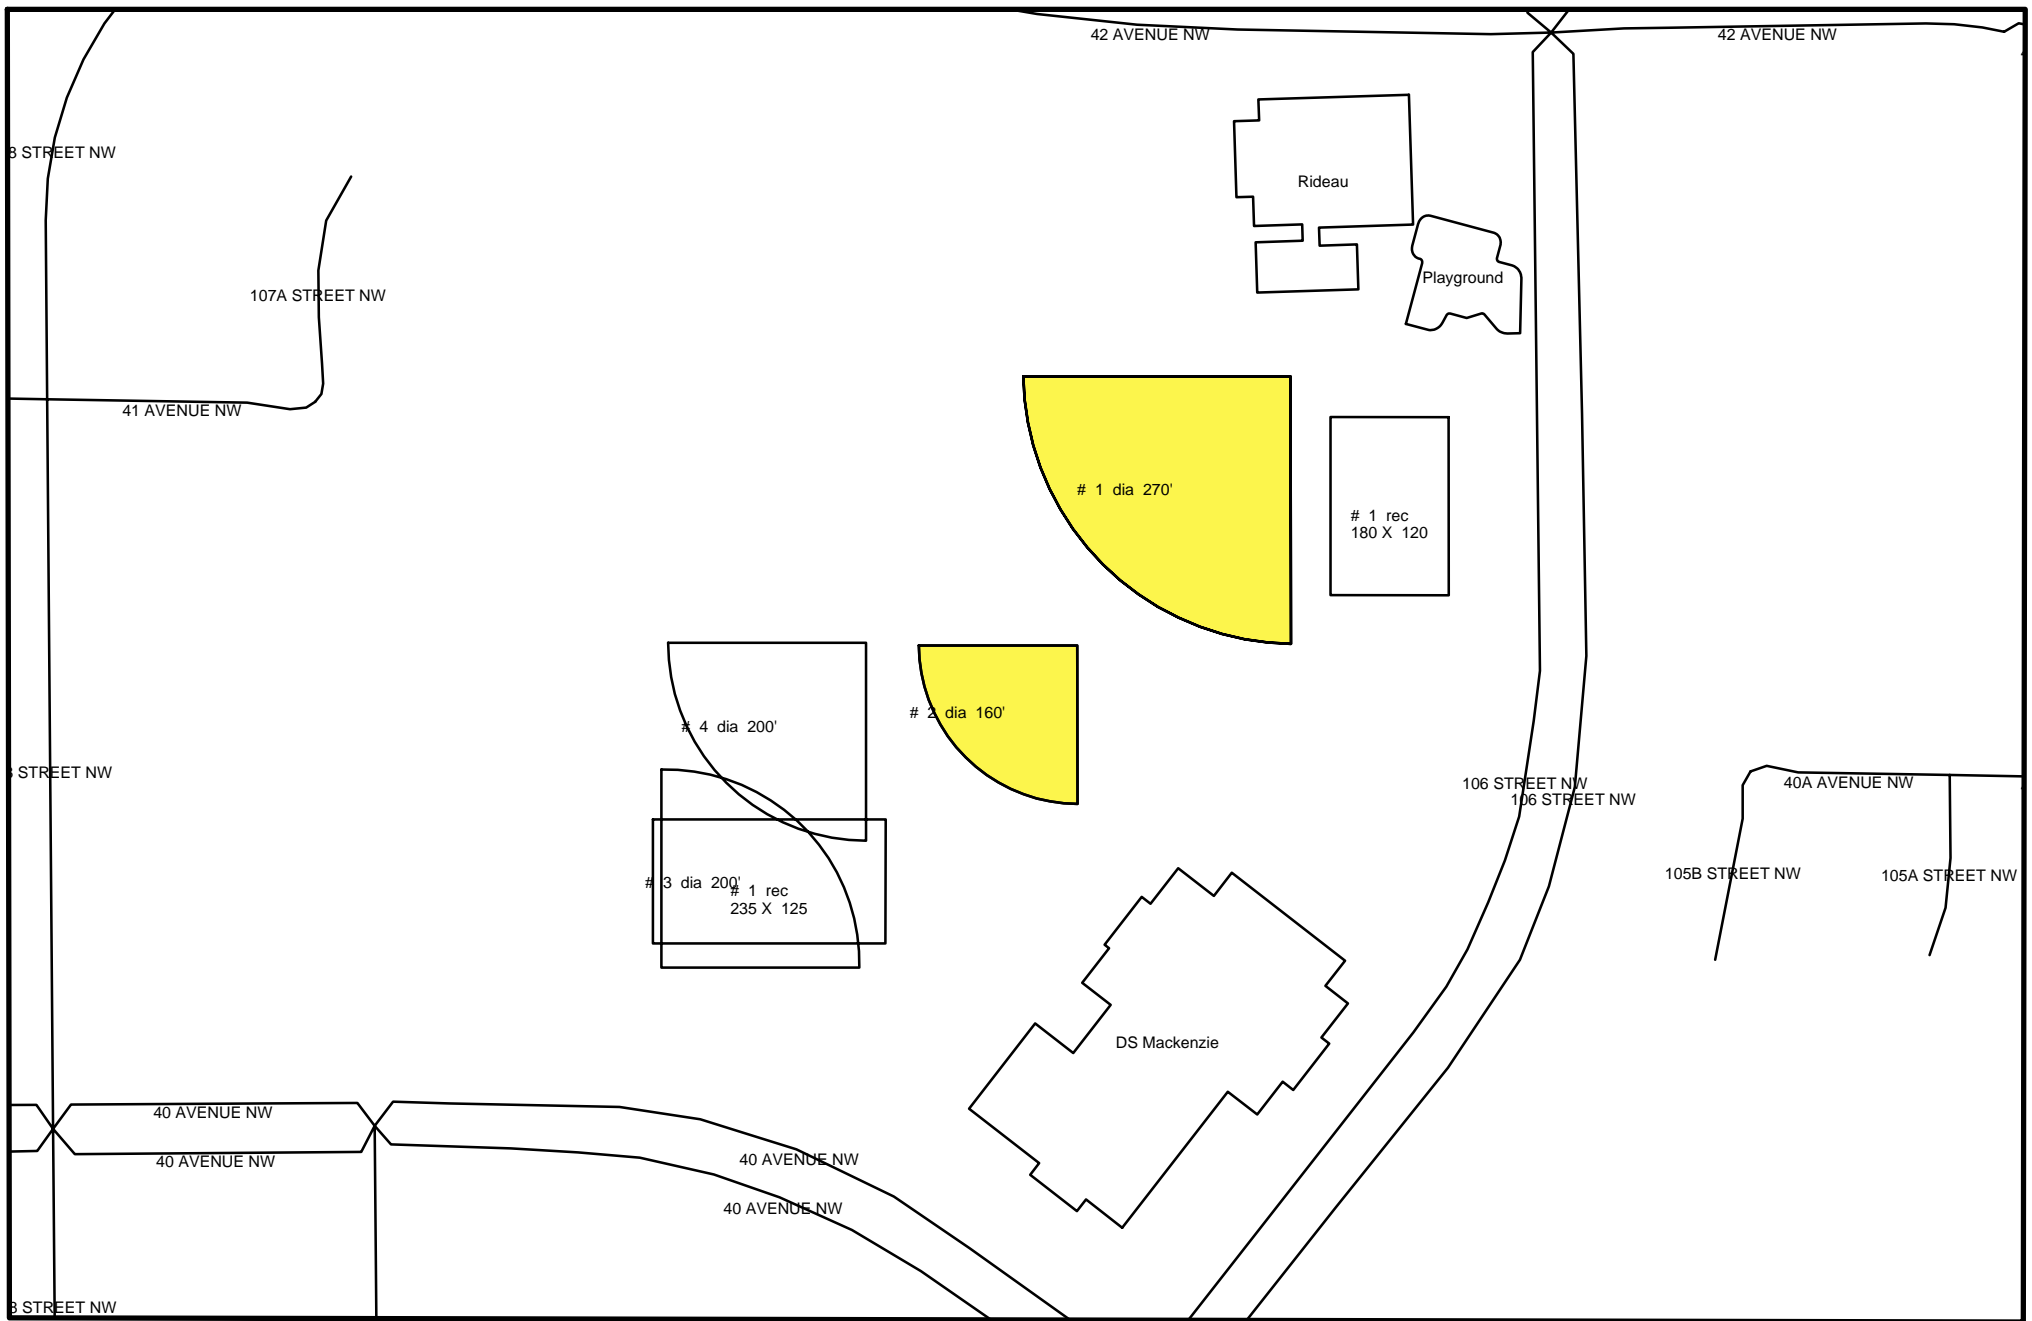 42 AVENUE NW
42 AVENUE NW
8 STREET NW
Rideau
Playground
107A STREET NW
41 AVENUE NW
# 1 dia 270'
# 1 rec
180 X 120
# 2 dia 160'
# 4 dia 200'
STREET NW
106 STREET NW
106 STREET NW
40A AVENUE NW
105B STREET NW
105A STREET NW
# 3 dia 200'
# 1 rec
235 X 125
DS Mackenzie
40 AVENUE NW
40 AVENUE NW
40 AVENUE NW
40 AVENUE NW
8 STREET NW